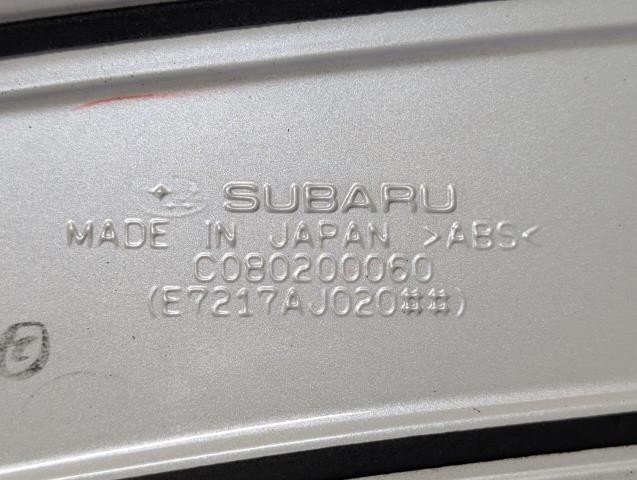 SUBARU
MADE IN JAPAN >ABS<
C080200060
(E7217AJ020##)